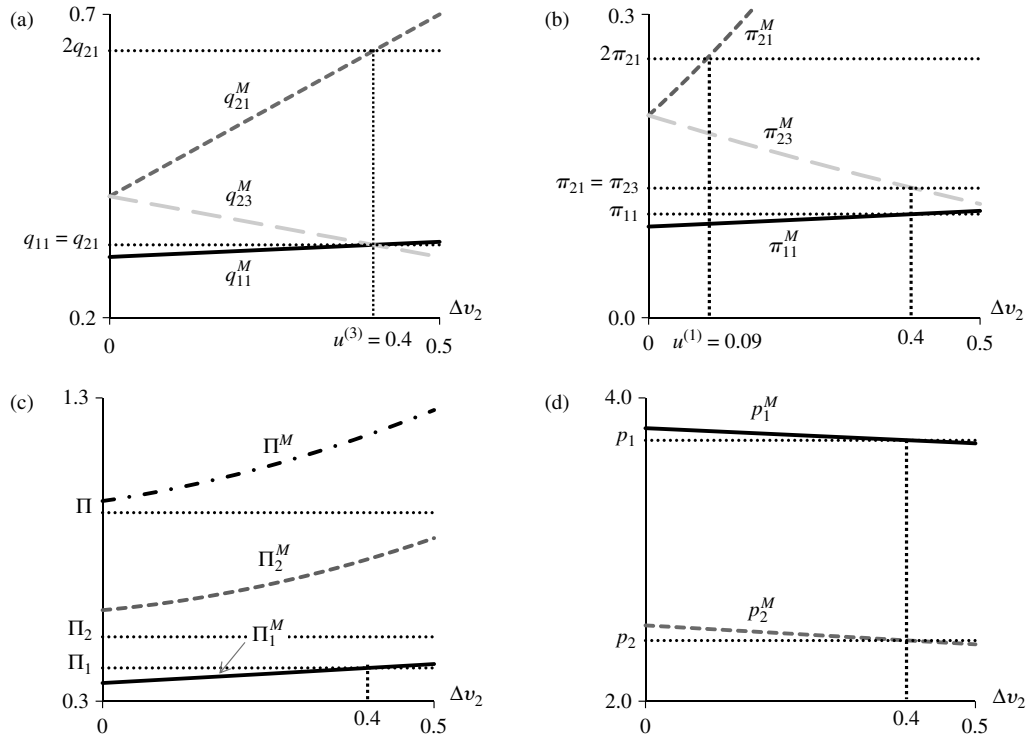 (a)
0.7
2q₂₁
q₂₁ᴹ
q₂₃ᴹ
q₁₁ = q₂₁
q₁₁ᴹ
0.2
Δv₂
0
u⁽³⁾ = 0.4
0.5
(b)
0.3
π₂₁ᴹ
2π₂₁
π₂₃ᴹ
π₂₁ = π₂₃
π₁₁
π₁₁ᴹ
0.0
Δv₂
0
u⁽¹⁾ = 0.09
0.4
0.5
(c)
1.3
Πᴹ
Π
Π₂ᴹ
Π₂
Π₁ᴹ
Π₁
0.3
Δv₂
0
0.4
0.5
(d)
4.0
p₁ᴹ
p₁
p₂ᴹ
p₂
2.0
Δv₂
0
0.4
0.5